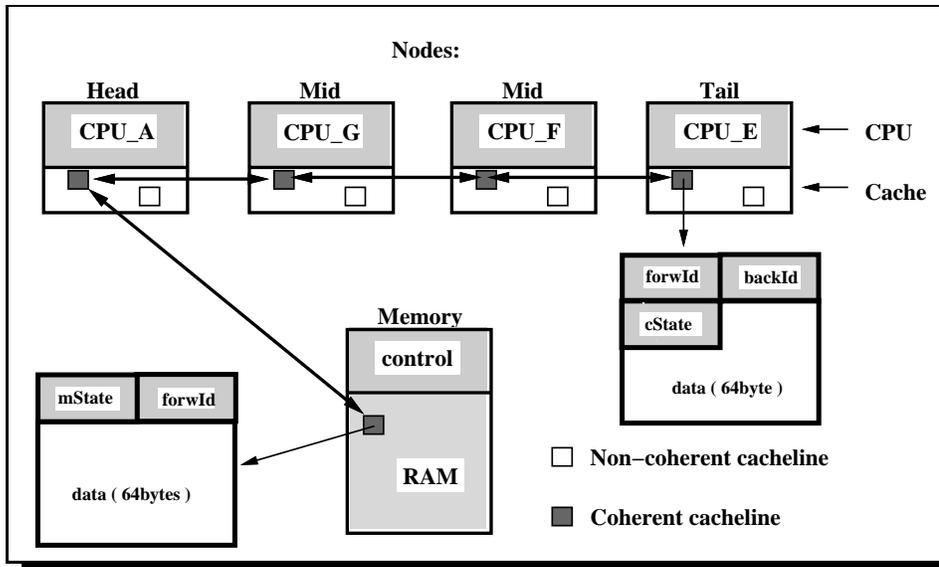 Nodes:
Head Mid Mid Tail
CPU_A CPU_G CPU_F CPU_E
CPU
Cache
forwId backId
cState
data ( 64byte )
Memory
control
RAM
mState forwId
data ( 64bytes )
Non−coherent cacheline
Coherent cacheline